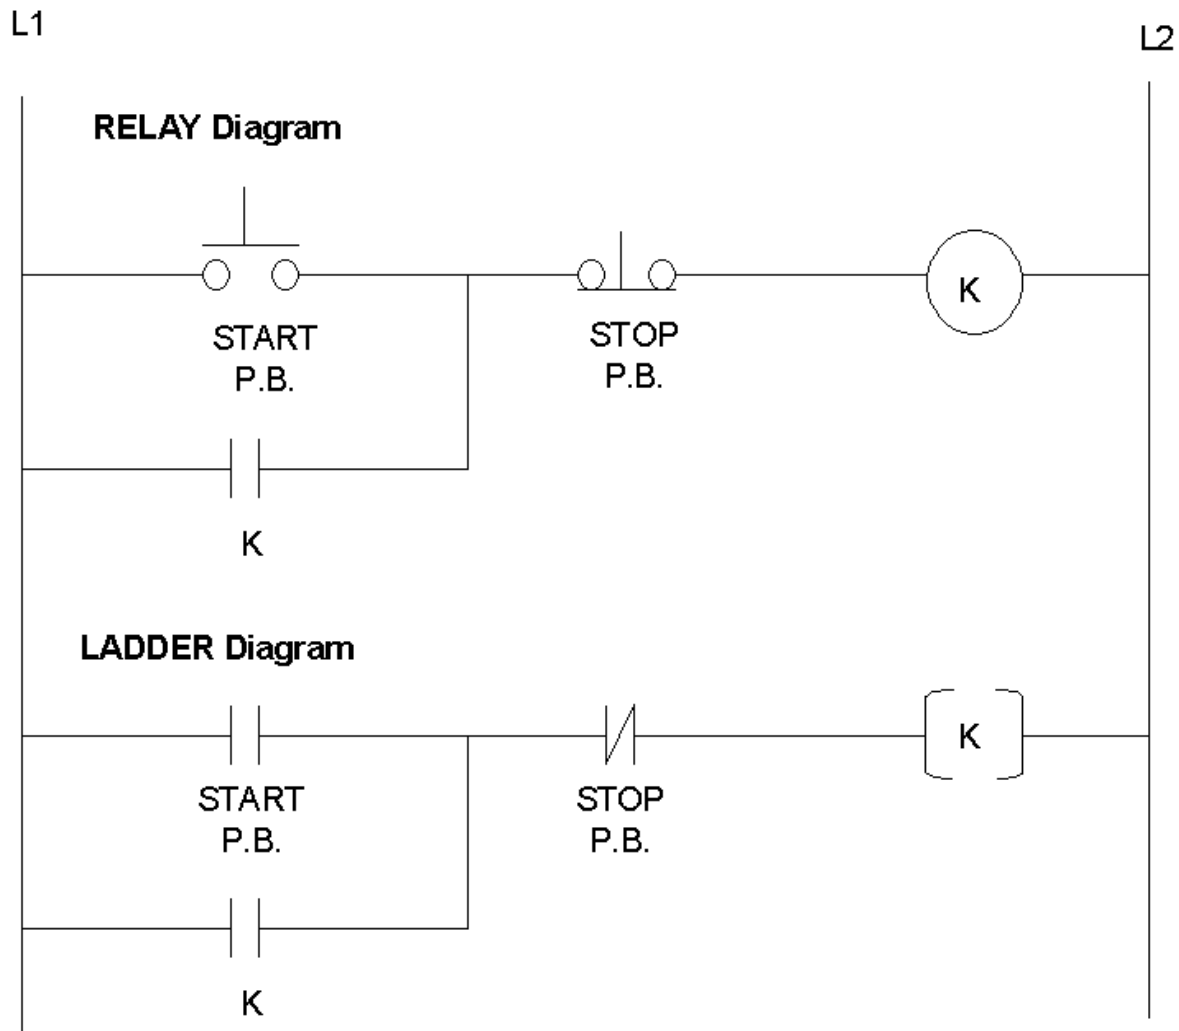 L1
L2
RELAY Diagram
K
START
P.B.
STOP
P.B.
K
LADDER Diagram
K
START
P.B.
STOP
P.B.
K